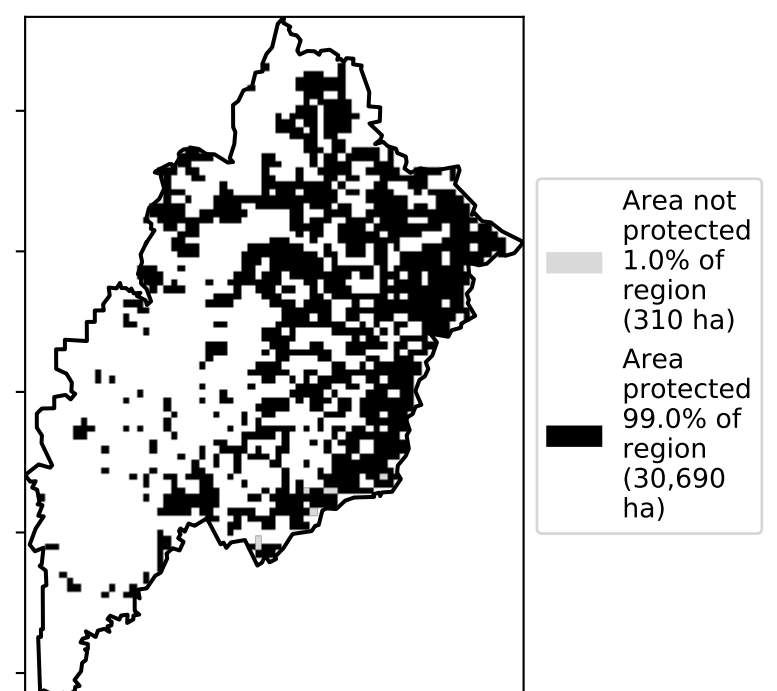 Area not
protected
1.0% of
region
(310 ha)
Area
protected
99.0% of
region
(30,690
ha)